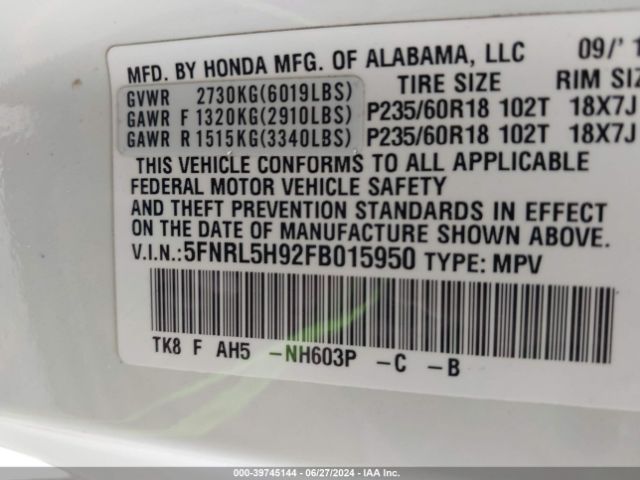 MFD. BY HONDA MFG. OF ALABAMA, LLC 09/' 1
TIRE SIZE RIM SIZ
GVWR 2730KG(6019LBS)
GAWR F 1320KG(2910LBS) P235/60R18 102T 18X7J
GAWR R 1515KG(3340LBS) P235/60R18 102T 18X7J
THIS VEHICLE CONFORMS TO ALL APPLICABLE
FEDERAL MOTOR VEHICLE SAFETY
AND THEFT PREVENTION STANDARDS IN EFFECT
ON THE DATE OF MANUFACTURE SHOWN ABOVE.
V.I.N.:5FNRL5H92FB015950 TYPE: MPV
TK8 F AH5 -NH603P -C -B
000-39745144 - 06/27/2024 - IAAI.COM